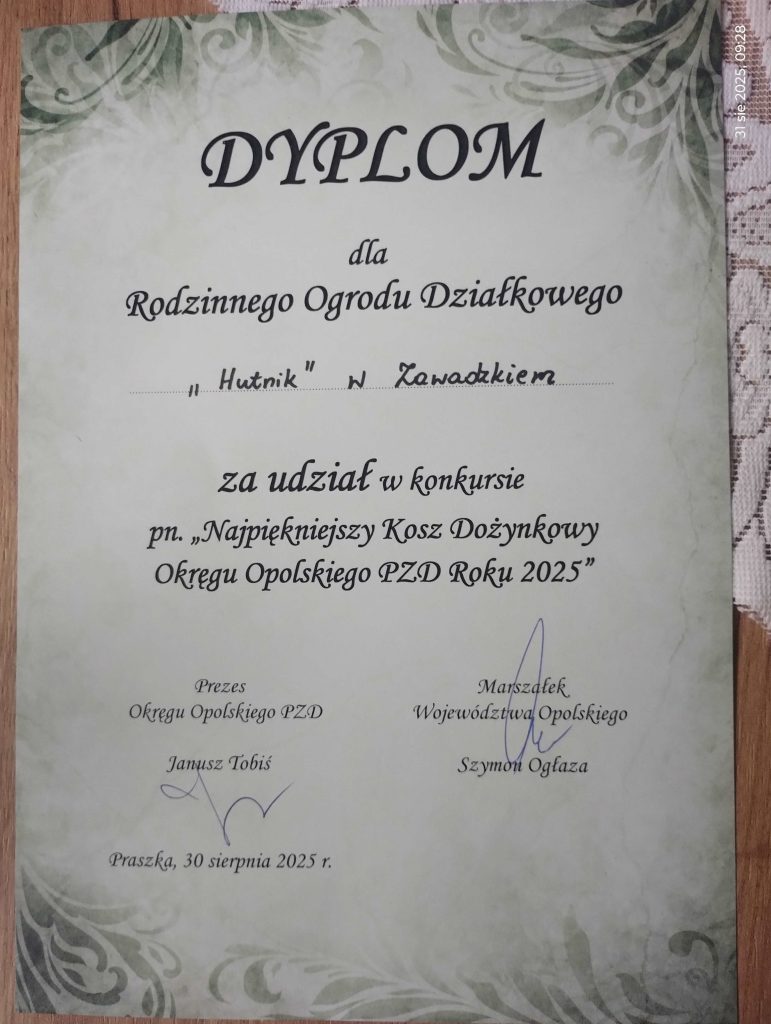 DYPLOM
dla
Rodzinnego Ogrodu Działkowego
„Hutnik" w Zawadzkiem
za udział w konkursie
pn. „Najpiękniejszy Kosz Dożynkowy
Okręgu Opolskiego PZD Roku 2025”
Prezes
Okręgu Opolskiego PZD
Janusz Tobiś
Marszałek
Województwa Opolskiego
Szymon Ogłaza
Praszka, 30 sierpnia 2025 r.
31 sie 2025, 09:28